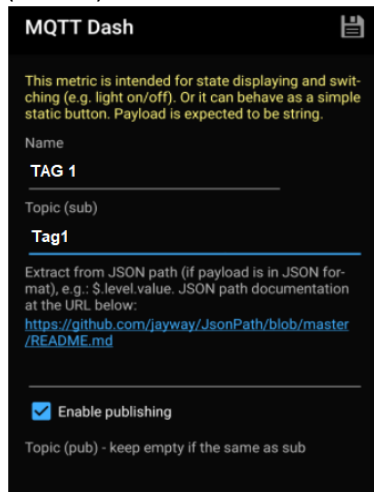 MQTT Dash
This metric is intended for state displaying and swit-
ching (e.g. light on/off). Or it can behave as a simple
static button. Payload is expected to be string.
Name
TAG 1
Topic (sub)
Tag1
Extract from JSON path (if payload is in JSON for-
mat), e.g.: $.level.value. JSON path documentation
at the URL below:
https://github.com/jayway/JsonPath/blob/master
/README.md
Enable publishing
Topic (pub) - keep empty if the same as sub